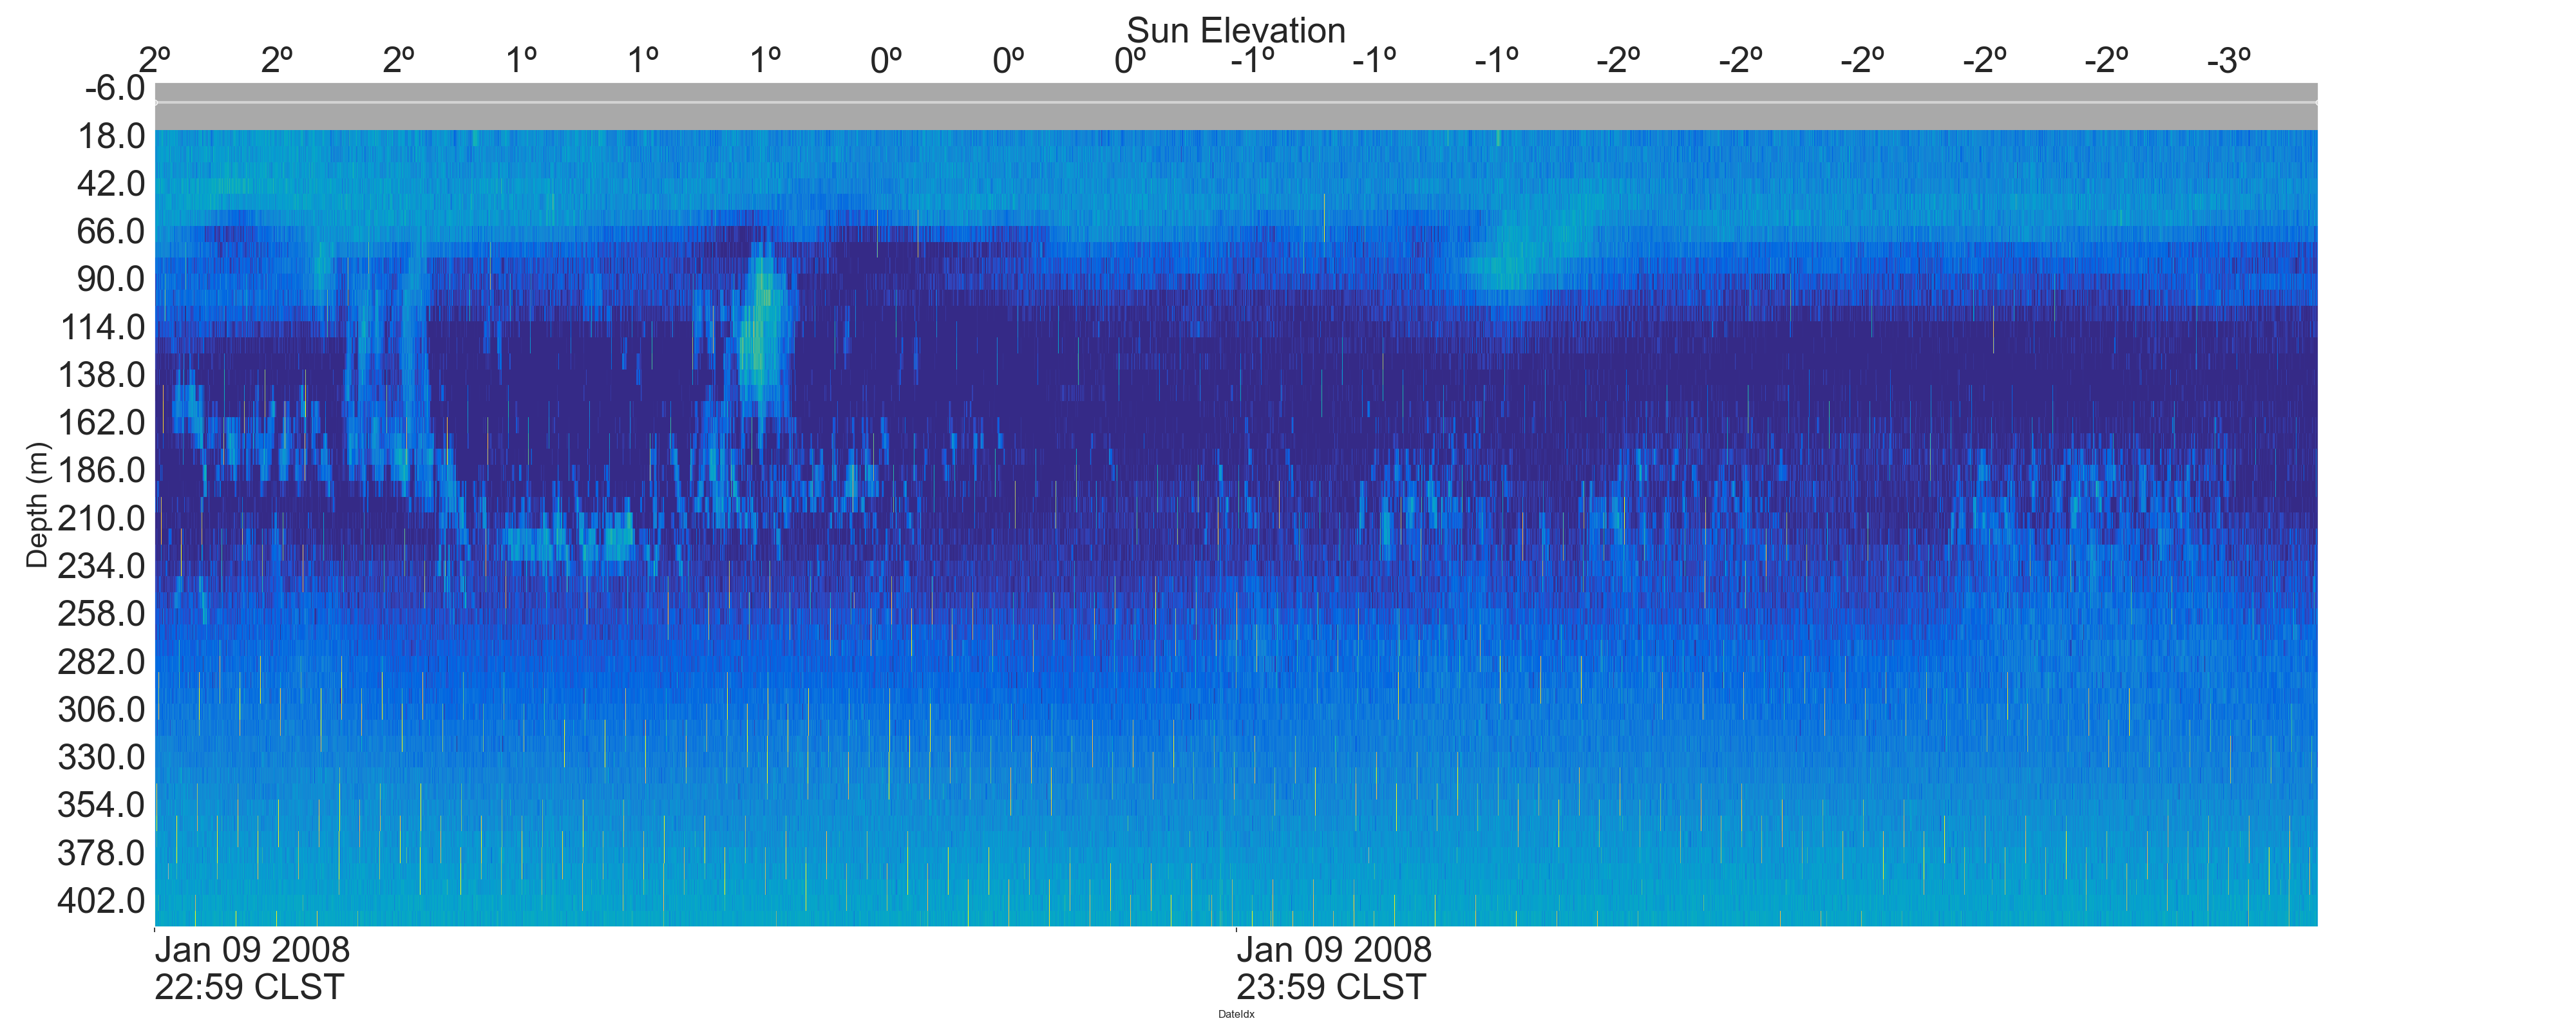 Sun Elevation
2º 2º 2º 1º 1º 1º 0º 0º 0º -1º -1º -1º -2º -2º -2º -2º -2º -3º
-6.0
18.0
42.0
66.0
90.0
114.0
138.0
162.0
186.0
210.0
234.0
258.0
282.0
306.0
330.0
354.0
378.0
402.0
Depth (m)
Jan 09 2008
22:59 CLST
Jan 09 2008
23:59 CLST
DateIdx